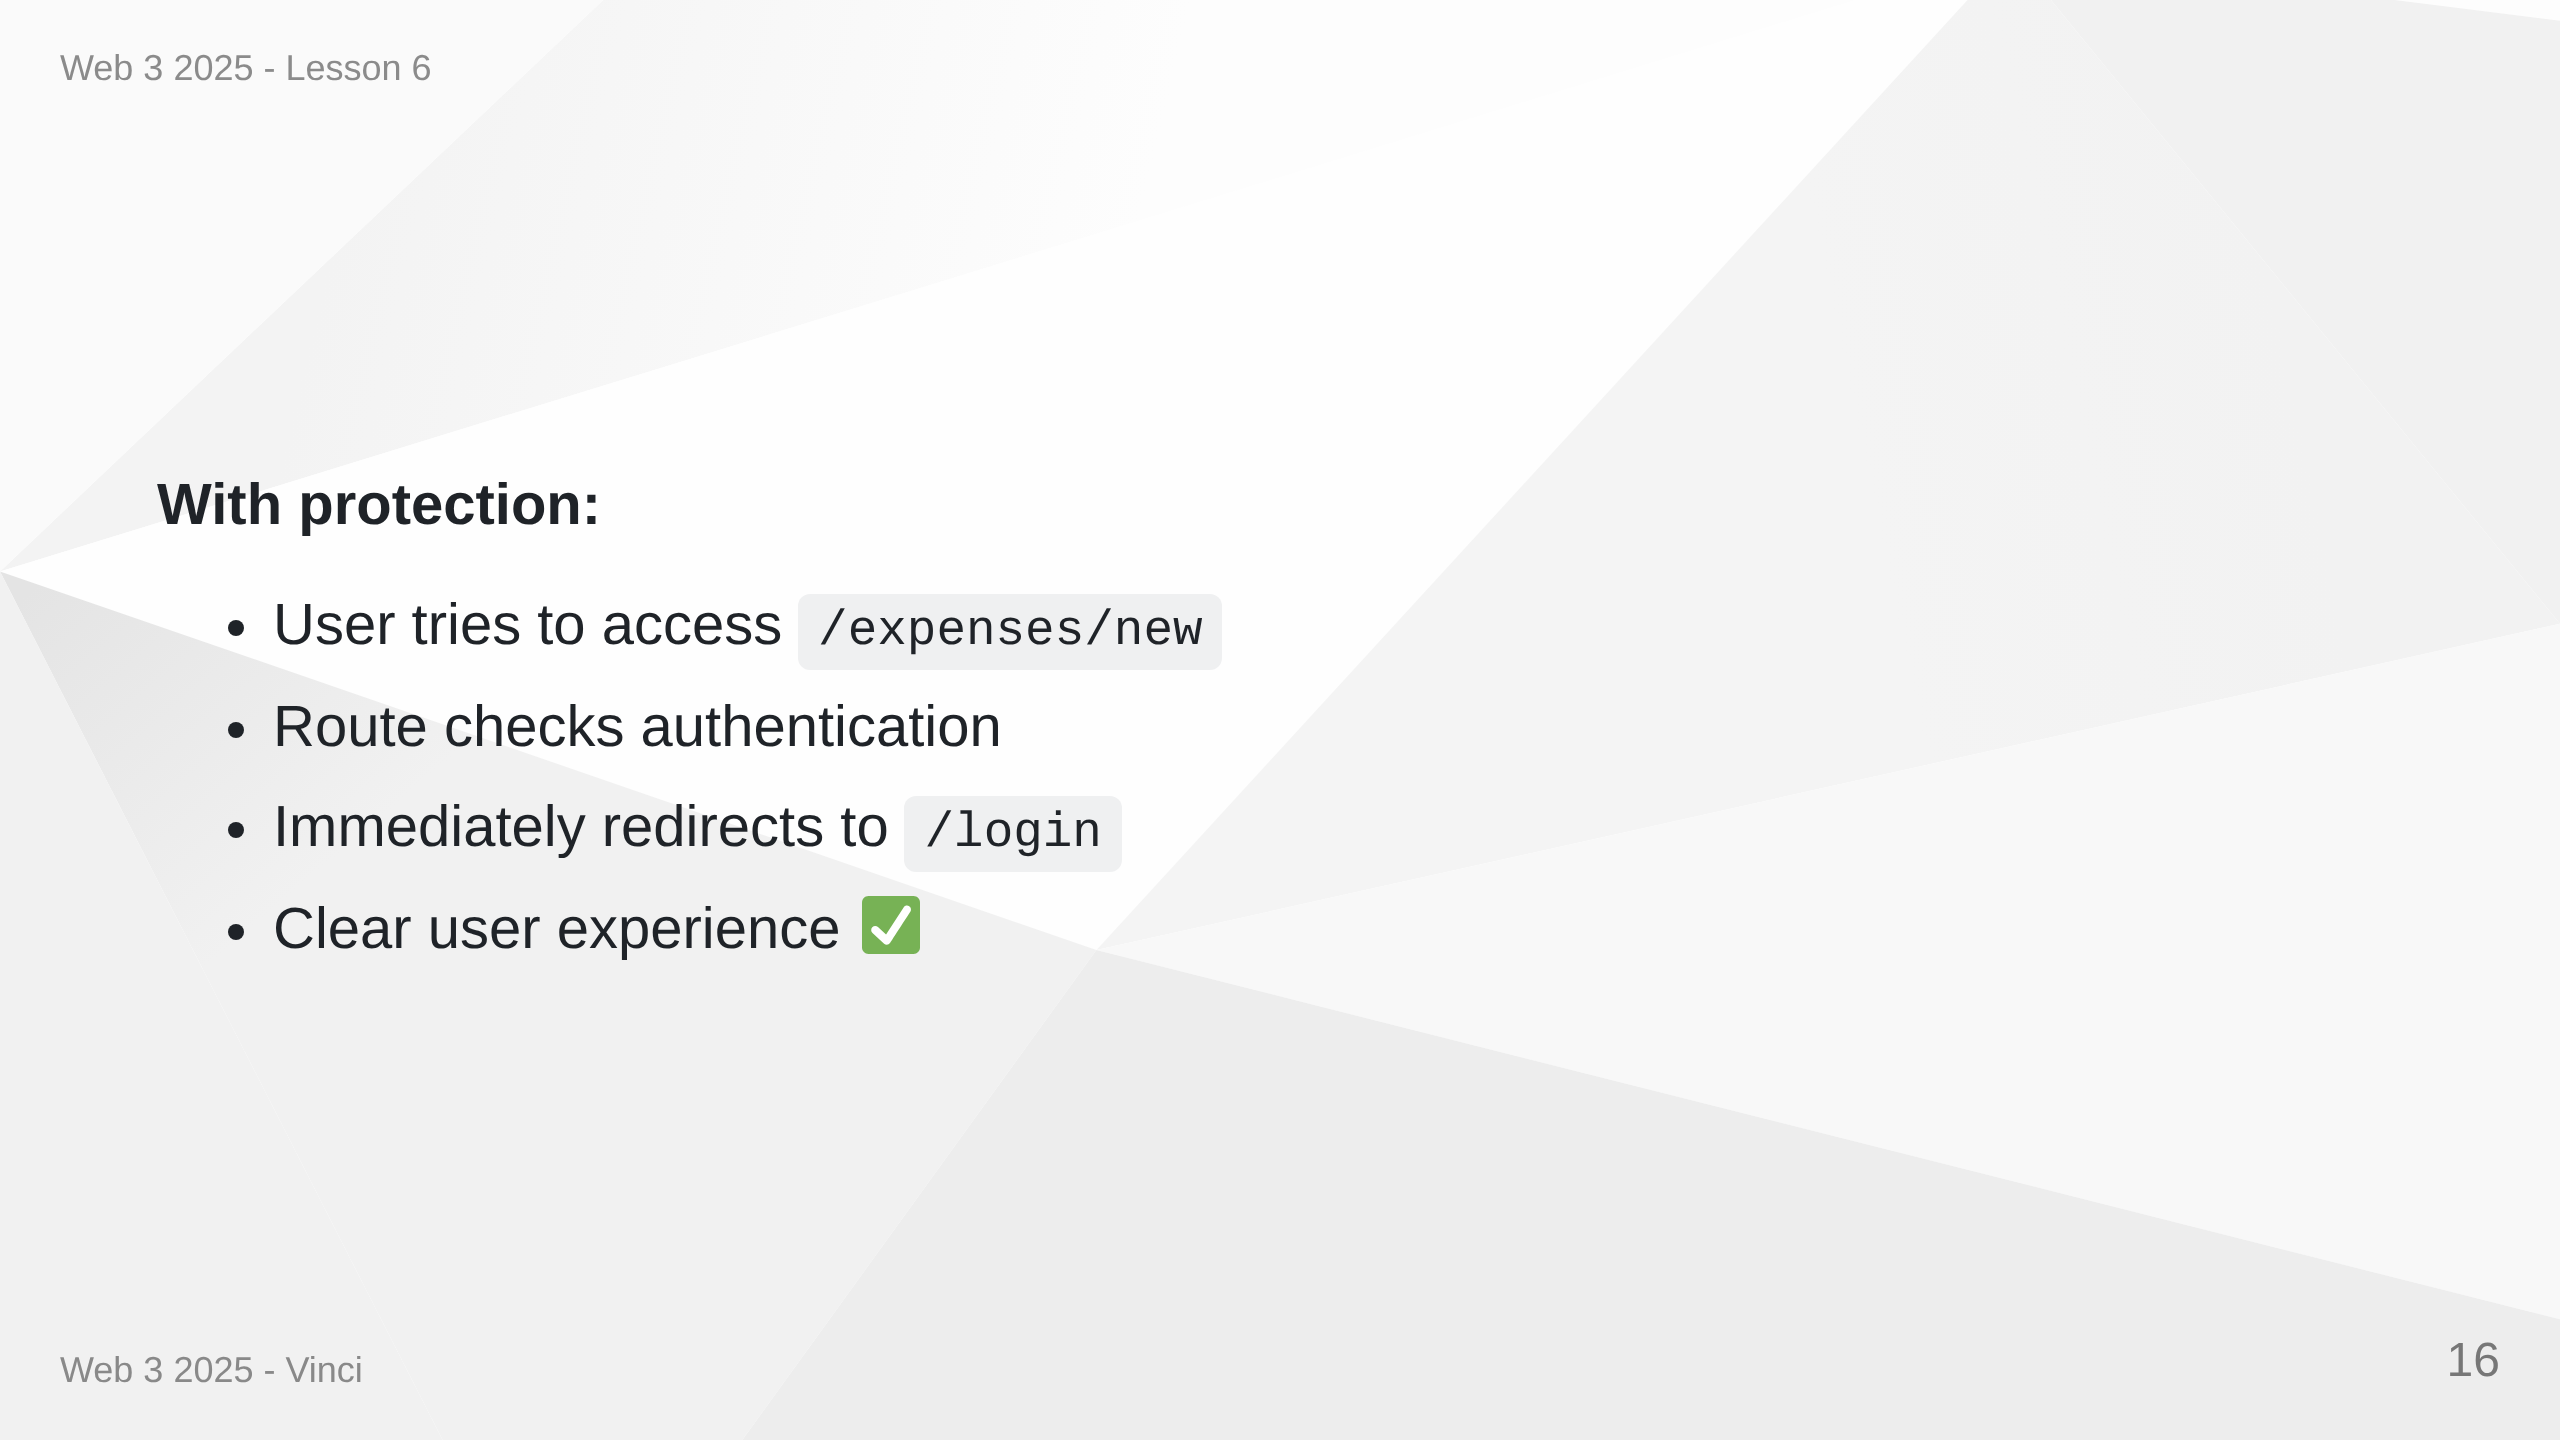 Web 3 2025 - Lesson 6
With protection:
• User tries to access /expenses/new
• Route checks authentication
• Immediately redirects to /login
• Clear user experience ✅
Web 3 2025 - Vinci
16